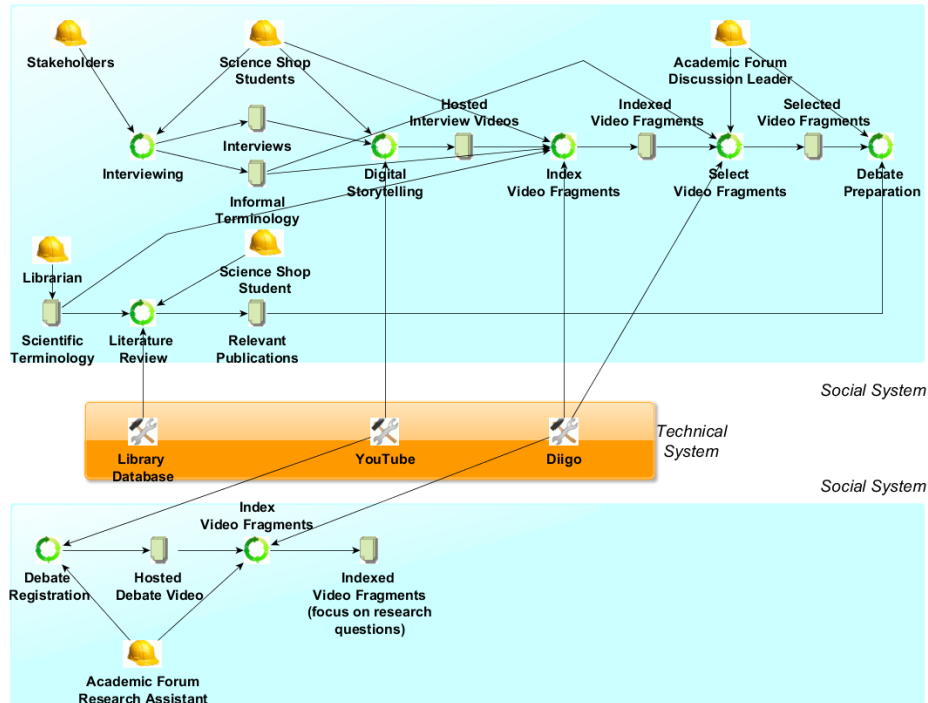 Stakeholders
Science Shop
Students
Academic Forum
Discussion Leader
Hosted
Interview Videos
Indexed
Video Fragments
Selected
Video Fragments
Interviewing
Interviews
Digital
Storytelling
Index
Video Fragments
Select
Video Fragments
Debate
Preparation
Informal
Terminology
Librarian
Science Shop
Student
Scientific
Terminology
Literature
Review
Relevant
Publications
Social System
Library
Database
YouTube
Diigo
Technical
System
Social System
Index
Video Fragments
Debate
Registration
Hosted
Debate Video
Indexed
Video Fragments
(focus on research
questions)
Academic Forum
Research Assistant